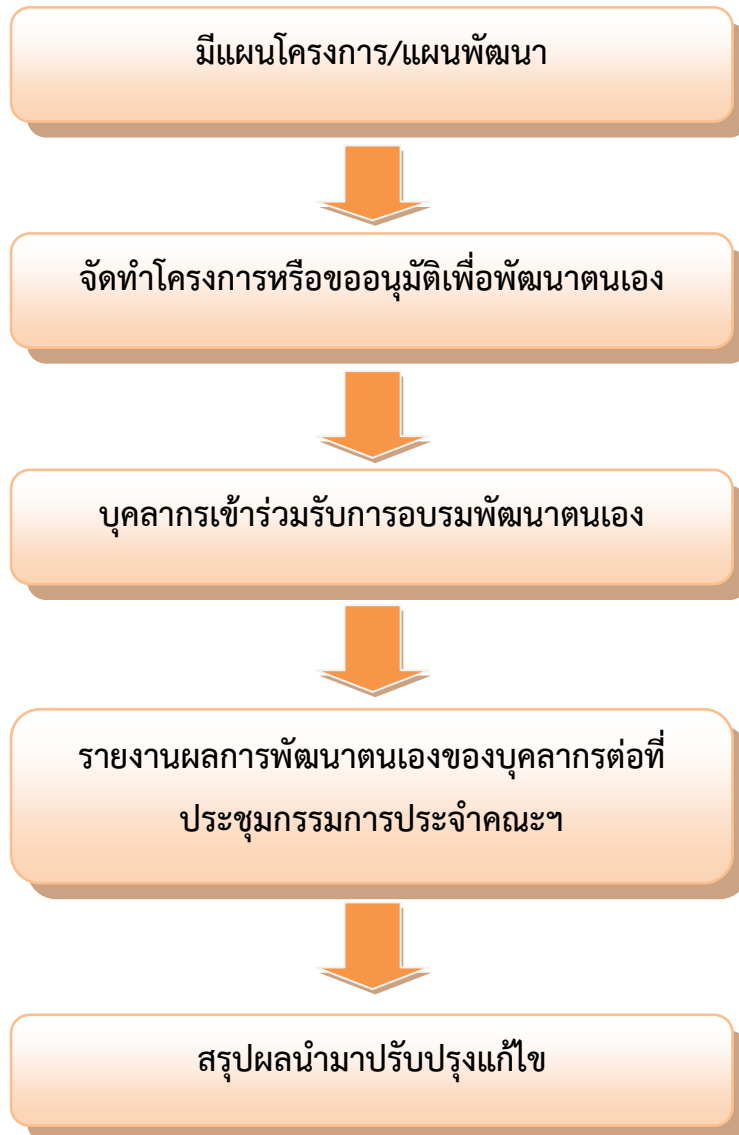 มีแผนโครงการ/แผนพัฒนา
จัดทำโครงการหรือขออนุมัติเพื่อพัฒนาตนเอง
บุคลากรเข้าร่วมรับการอบรมพัฒนาตนเอง
รายงานผลการพัฒนาตนเองของบุคลากรต่อที่
ประชุมกรรมการประจำคณะฯ
สรุปผลนำมาปรับปรุงแก้ไข